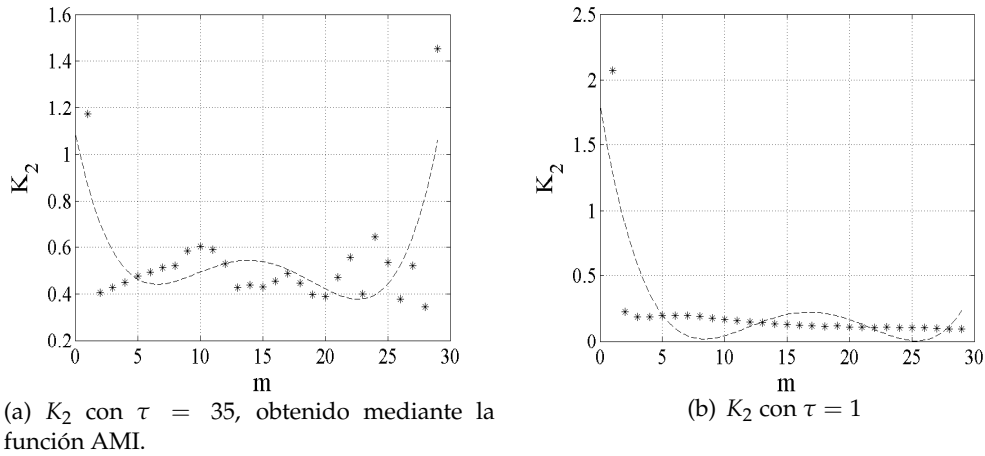 1.6
1.4
1.2
1
0.8
0.6
0.4
0.2
K2
0 5 10 15 20 25 30
m
(a) K2 con τ = 35, obtenido mediante la
función AMI.
2.5
2
1.5
1
0.5
0
K2
0 5 10 15 20 25 30
m
(b) K2 con τ = 1